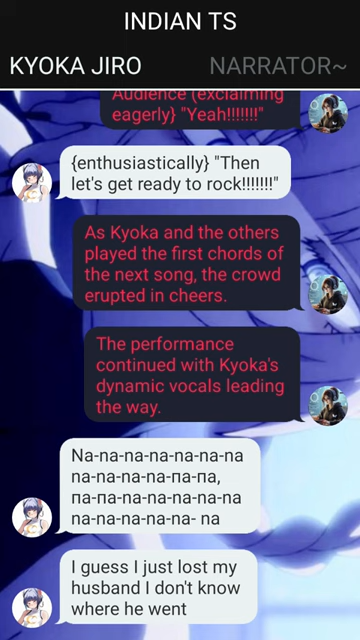 INDIAN TS
KYOKA JIRO
NARRATOR~
Audience (exclaiming
eagerly} "Yeah!!!!!!!"
{enthusiastically} "Then
let's get ready to rock!!!!!!!"
As Kyoka and the others
played the first chords of
the next song, the crowd
erupted in cheers.
The performance
continued with Kyoka's
dynamic vocals leading
the way.
Na-na-na-na-na-na-na
na-na-na-na-na-па-па,
па-па-na-na-na-na-na-na
na-na-na-na-na- na
I guess I just lost my
husband I don't know
where he went